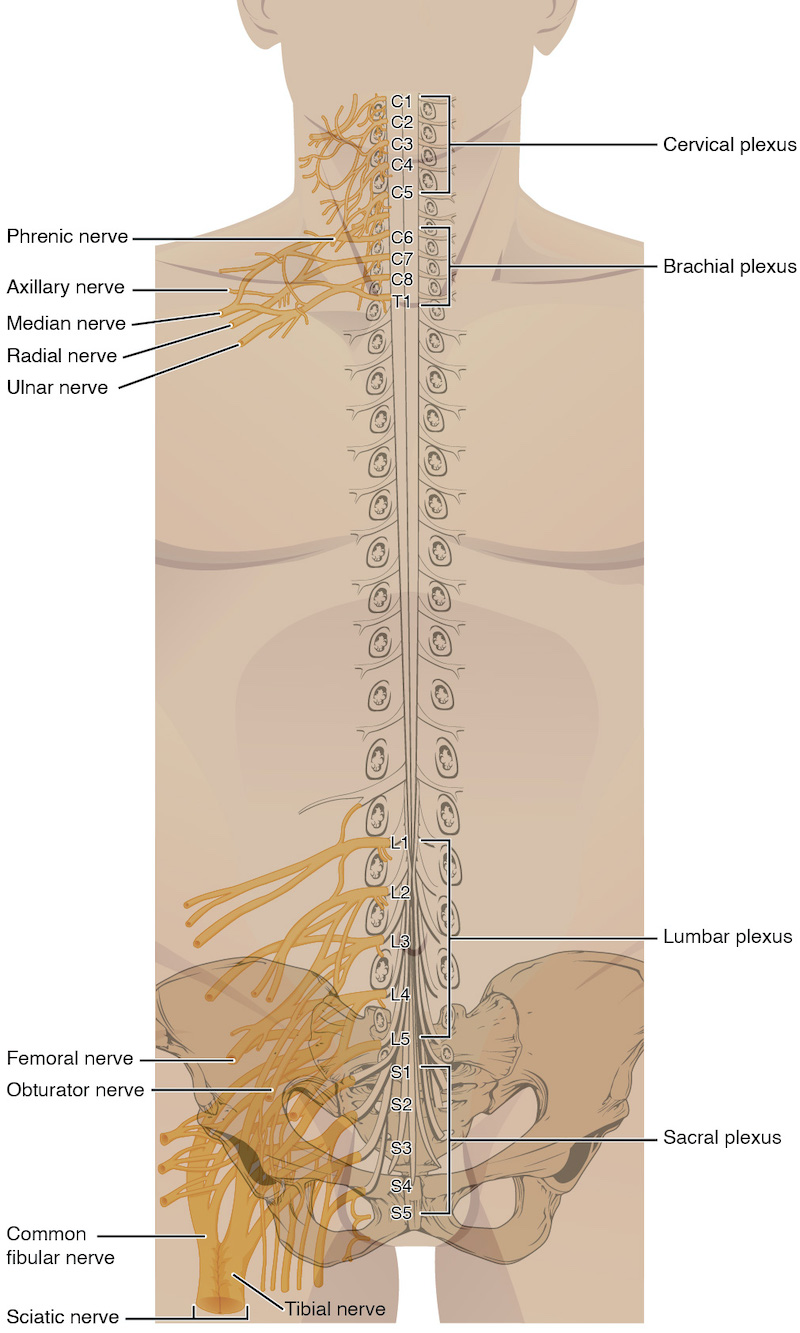 C1
C2
C3
Cervical plexus
C4
C5
Phrenic nerve
C6
C7
Brachial plexus
C8
Axillary nerve
T1
Median nerve
Radial nerve
Ulnar nerve
L1
L2
L3
Lumbar plexus
L4
L5
Femoral nerve
S1
Obturator nerve
S2
Sacral plexus
S3
S4
S5
Common
fibular nerve
Tibial nerve
Sciatic nerve